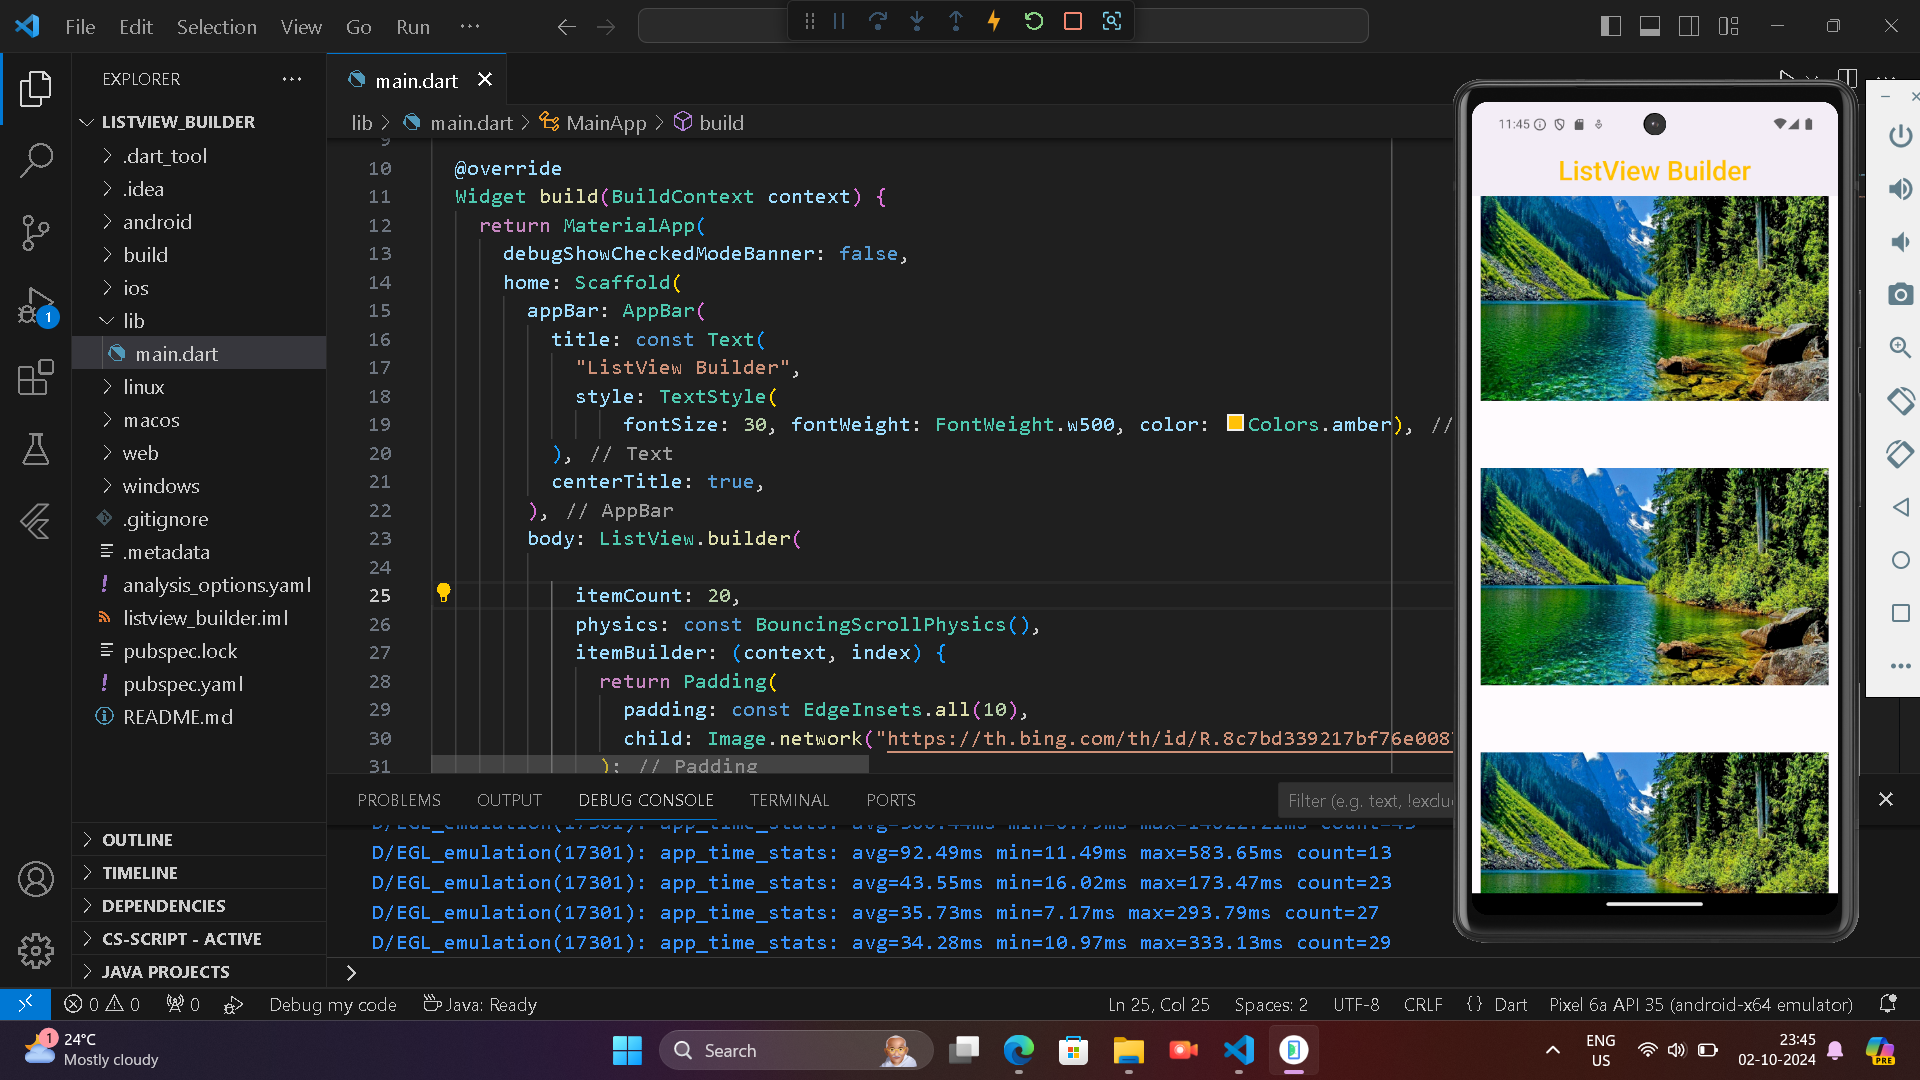 File Edit Selection View Go Run ···
EXPLORER
main.dart
LISTVIEW_BUILDER
lib > main.dart > MainApp > build
.dart_tool
.idea
android
build
ios
lib
main.dart
linux
macos
web
windows
.gitignore
.metadata
analysis_options.yaml
listview_builder.iml
pubspec.lock
pubspec.yaml
README.md
OUTLINE
TIMELINE
DEPENDENCIES
CS-SCRIPT - ACTIVE
JAVA PROJECTS
1
9
10 @override
11 Widget build(BuildContext context) {
12 return MaterialApp(
13 debugShowCheckedModeBanner: false,
14 home: Scaffold(
15 appBar: AppBar(
16 title: const Text(
17 "ListView Builder",
18 style: TextStyle(
19 fontSize: 30, fontWeight: FontWeight.w500, color: Colors.amber), //
20 ), // Text
21 centerTitle: true,
22 ), // AppBar
23 body: ListView.builder(
24
25 itemCount: 20,
26 physics: const BouncingScrollPhysics(),
27 itemBuilder: (context, index) {
28 return Padding(
29 padding: const EdgeInsets.all(10),
30 child: Image.network("https://th.bing.com/th/id/R.8c7bd339217bf76e008
31 ); // Padding
PROBLEMS OUTPUT DEBUG CONSOLE TERMINAL PORTS
Filter (e.g. text, !exclu
D/EGL_emulation(17301): app_time_stats: avg=92.49ms min=11.49ms max=583.65ms count=13
D/EGL_emulation(17301): app_time_stats: avg=43.55ms min=16.02ms max=173.47ms count=23
D/EGL_emulation(17301): app_time_stats: avg=35.73ms min=7.17ms max=293.79ms count=27
D/EGL_emulation(17301): app_time_stats: avg=34.28ms min=10.97ms max=333.13ms count=29
11:45
ListView Builder
0 0 0 Debug my code Java: Ready
Ln 25, Col 25 Spaces: 2 UTF-8 CRLF {} Dart Pixel 6a API 35 (android-x64 emulator)
1
24°C
Mostly cloudy
Search
ENG
US
23:45
02-10-2024
PRE